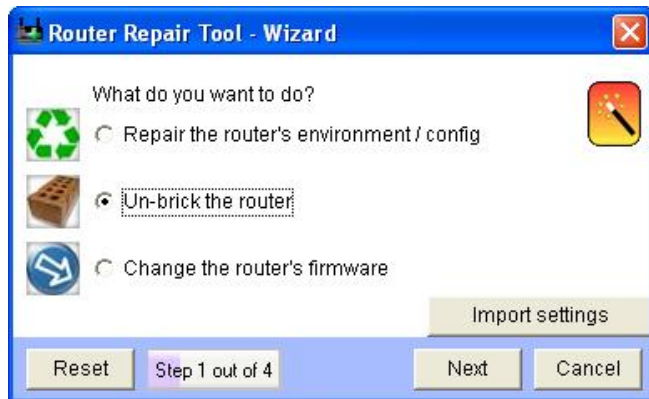 Router Repair Tool - Wizard
What do you want to do?
Repair the router's environment / config
Un-brick the router
Change the router's firmware
Import settings
Reset
Step 1 out of 4
Next
Cancel